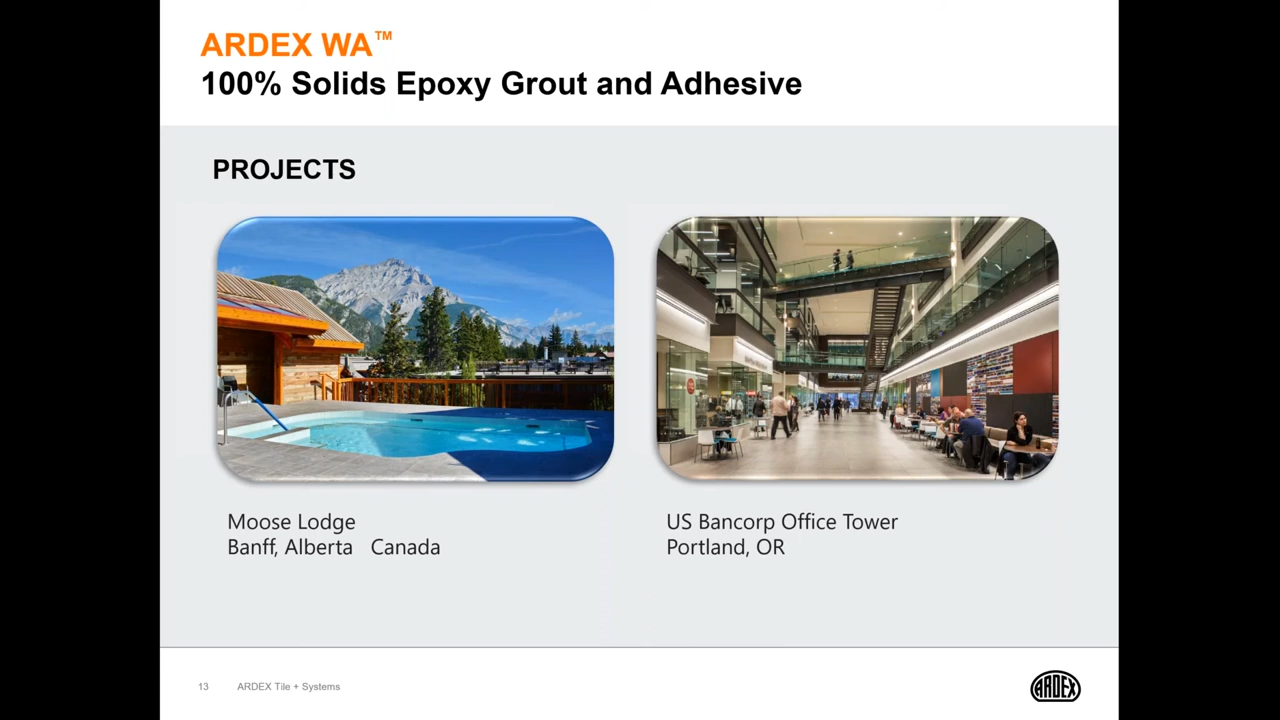 ARDEX WA™
100% Solids Epoxy Grout and Adhesive
PROJECTS
Moose Lodge
Banff, Alberta Canada
US Bancorp Office Tower
Portland, OR
13 ARDEX Tile + Systems
ARDEX